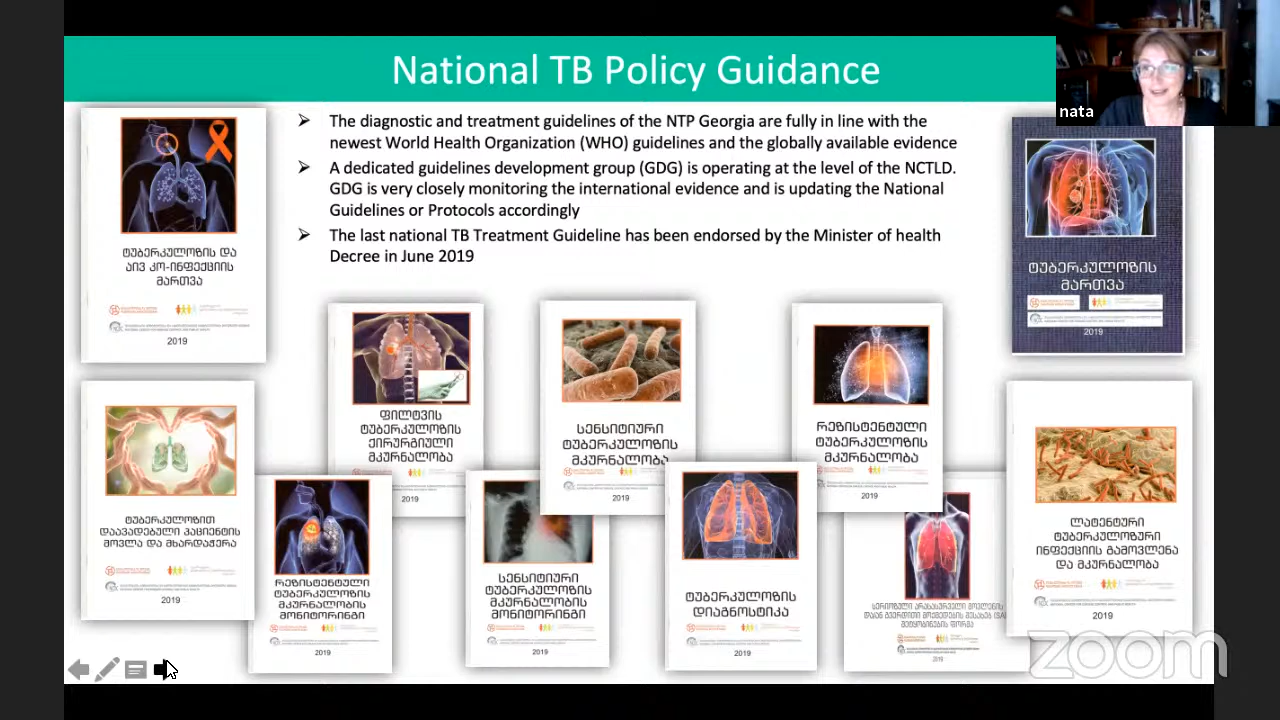 National TB Policy Guidance
nata
➢ The diagnostic and treatment guidelines of the NTP Georgia are fully in line with the
newest World Health Organization (WHO) guidelines and the globally available evidence
➢ A dedicated guidelines development group (GDG) is operating at the level of the NCTLD.
GDG is very closely monitoring the international evidence and is updating the National
Guidelines or Protocols accordingly
➢ The last national TB Treatment Guideline has been endorsed by the Minister of health
Decree in June 2019
ტუბერკულოზის და
აივ კო-ინფექციის
მართვა
2019
ტუბერკულოზის
მართვა
2019
ფილტვის
ტუბერკულოზის
ქირურგიული
მკურნალობა
2019
სენსიტიური
ტუბერკულოზის
მკურნალობა
2019
რეზისტენტული
ტუბერკულოზის
მკურნალობა
2019
ტუბერკულოზით
დაავადებული პაციენტის
მოვლა და მხარდაჭერა
2019
რეზისტენტული
ტუბერკულოზის
მკურნალობის
მონიტორინგი
2019
სენსიტიური
ტუბერკულოზის
მკურნალობის
მონიტორინგი
2019
ტუბერკულოზის
დიაგნოსტიკა
2019
სერიოზული არასასურველი მოვლენის
შეტყობინების ფორმა
2019
ლატენტური
ტუბერკულოზური
ინფექციის გამოვლენა
და მკურნალობა
2019
zoom